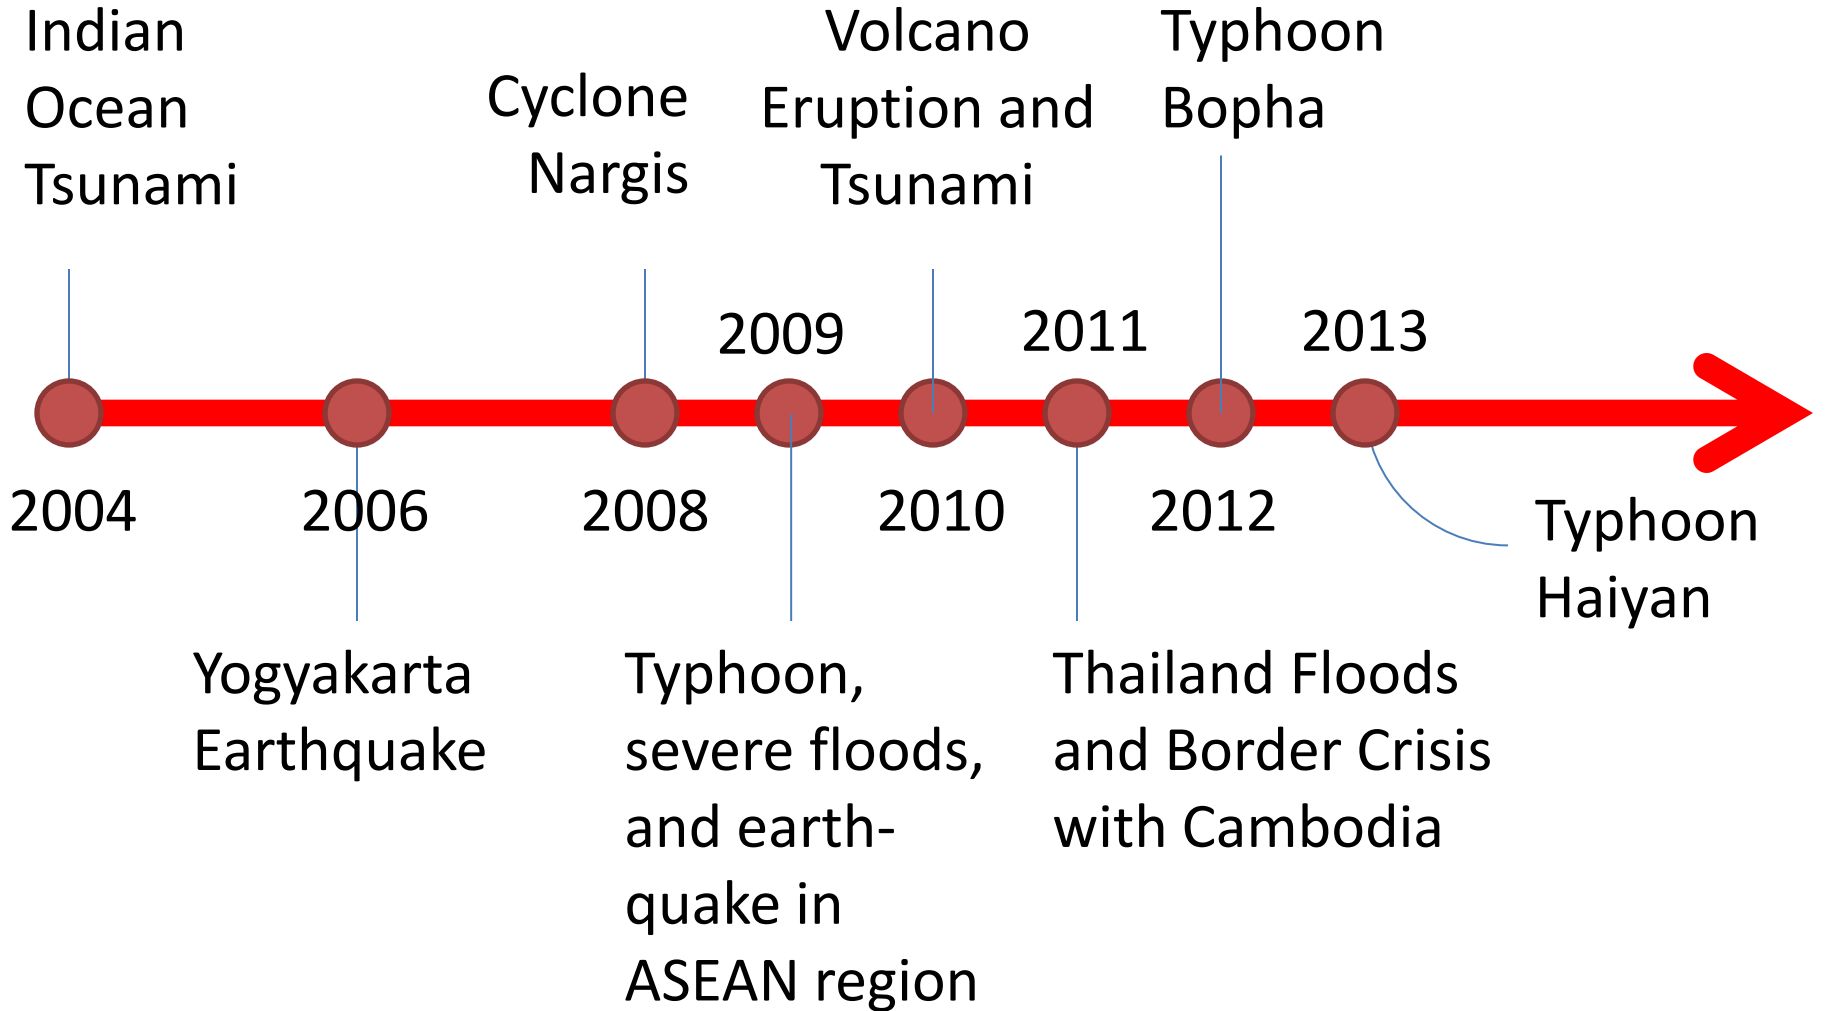 Indian
Ocean
Tsunami
Cyclone
Nargis
Volcano
Eruption and
Tsunami
Typhoon
Bopha
2009
2011
2013
2004
2006
2008
2010
2012
Typhoon
Haiyan
Yogyakarta
Earthquake
Typhoon,
severe floods,
and earth-
quake in
ASEAN region
Thailand Floods
and Border Crisis
with Cambodia